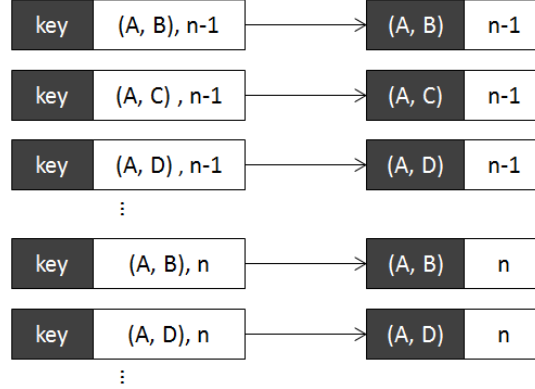 key (A, B), n-1 (A, B) n-1
key (A, C) , n-1 (A, C) n-1
key (A, D) , n-1 (A, D) n-1
⋮
key (A, B), n (A, B) n
key (A, D), n (A, D) n
⋮